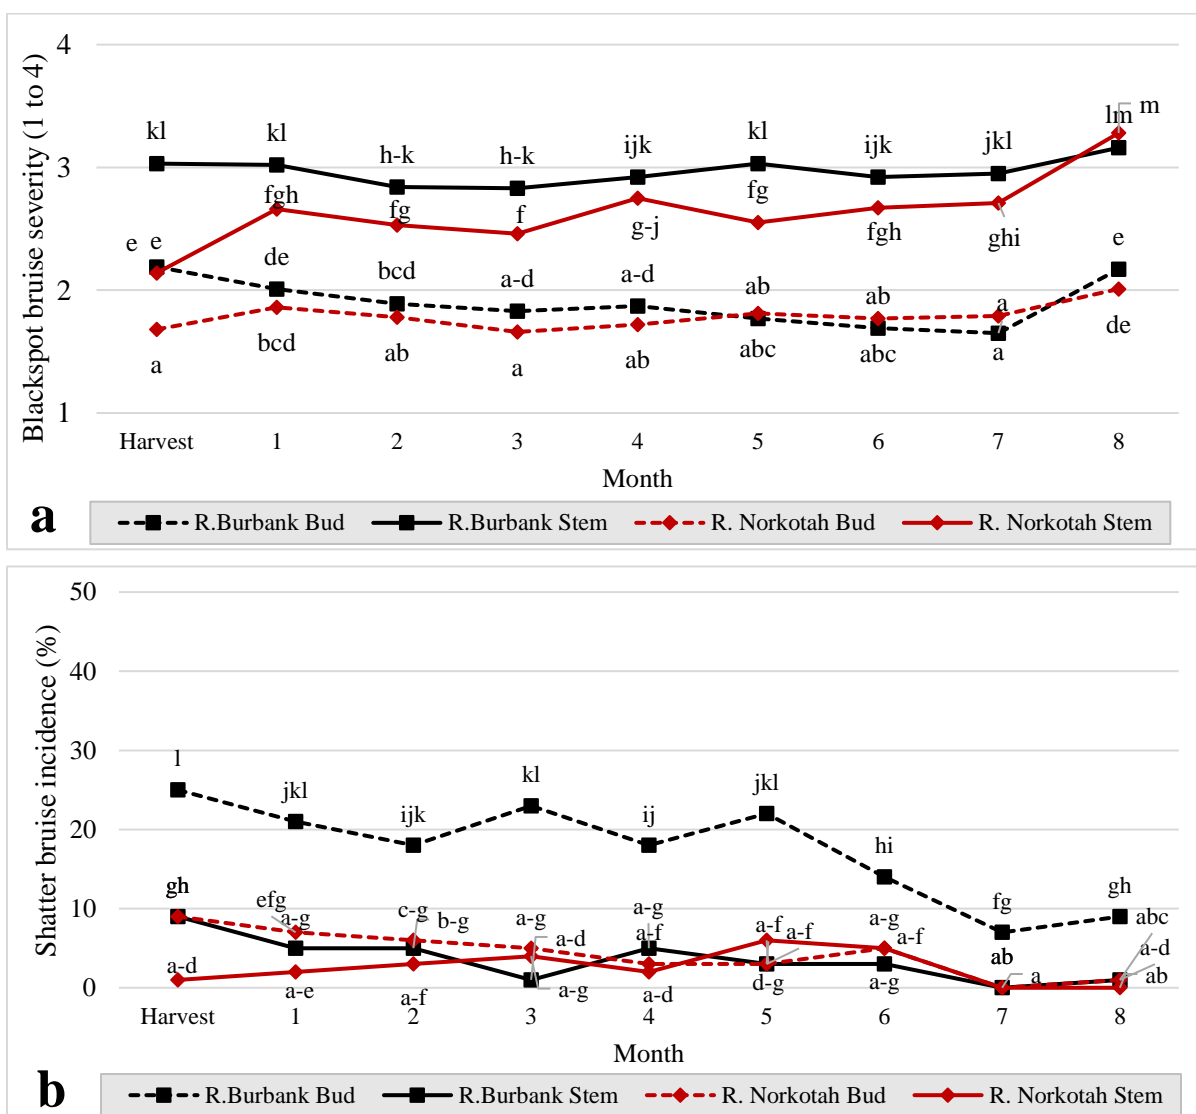 4
3
2
1
Blackspot bruise severity (1 to 4)
kl kl h-k h-k ijk kl ijk jkl lm m
fgh fg f g-j fg fgh ghi
e e de bcd a-d a-d ab ab a e
a bcd ab a ab abc abc a de
Harvest 1 2 3 4 5 6 7 8
Month
a
R.Burbank Bud R.Burbank Stem R. Norkotah Bud R. Norkotah Stem
50
40
30
20
10
0
Shatter bruise incidence (%)
l jkl ijk kl ij jkl hi fg gh
gh efg a-g c-g b-g a-g a-d a-g a-f a-f a-f a-g a-f ab a abc a-d ab
a-d a-e a-f a-g a-d d-g a-g
Harvest 1 2 3 4 5 6 7 8
Month
b
R.Burbank Bud R.Burbank Stem R. Norkotah Bud R. Norkotah Stem